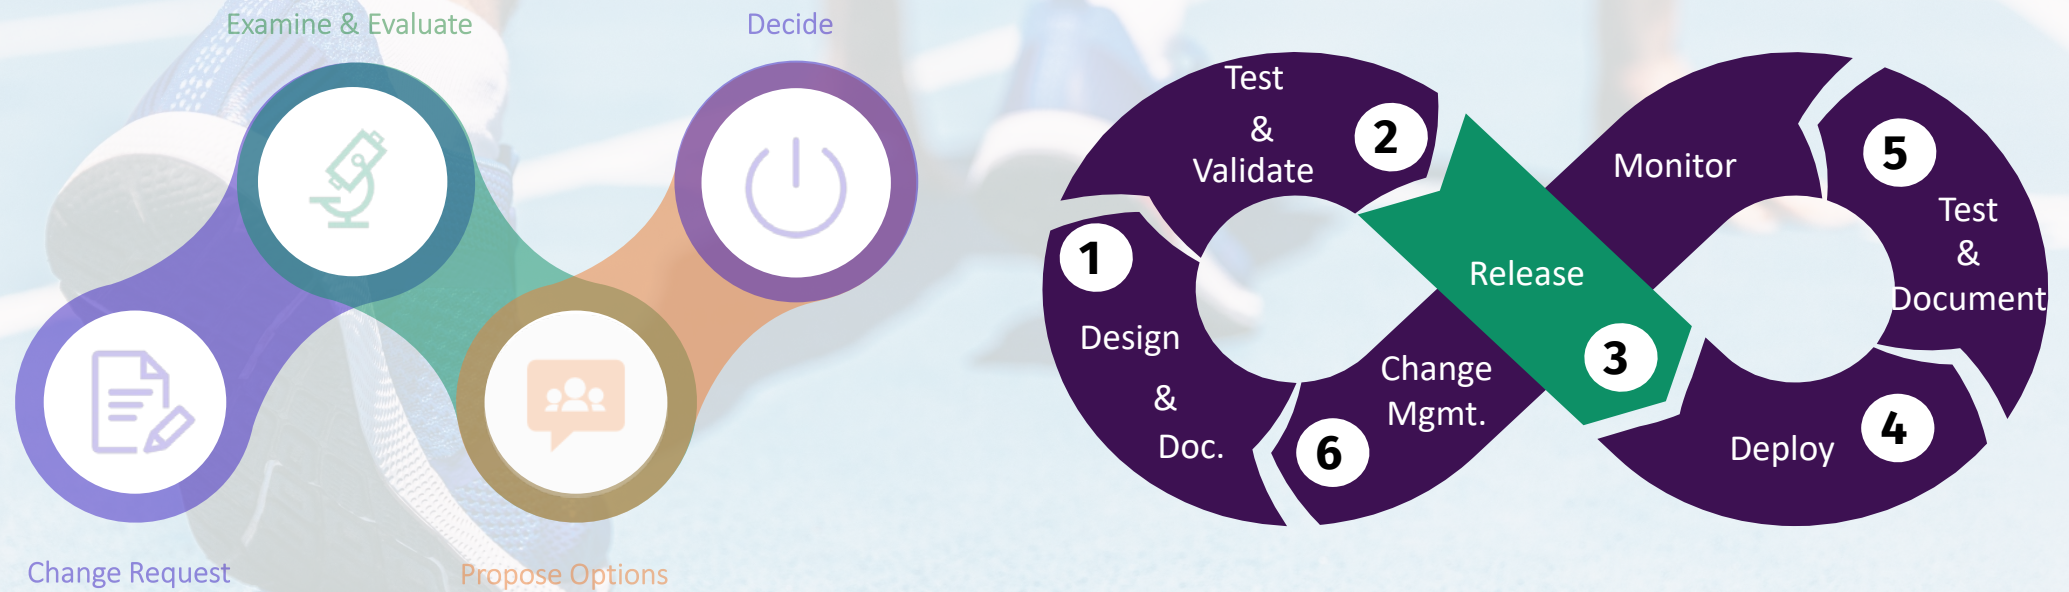 Examine & Evaluate
Decide
Change Request
Propose Options
1
Design
&
Doc.
Test
&
Validate
2
Release
3
Deploy
4
5
Test
&
Document
Monitor
Change
Mgmt.
6